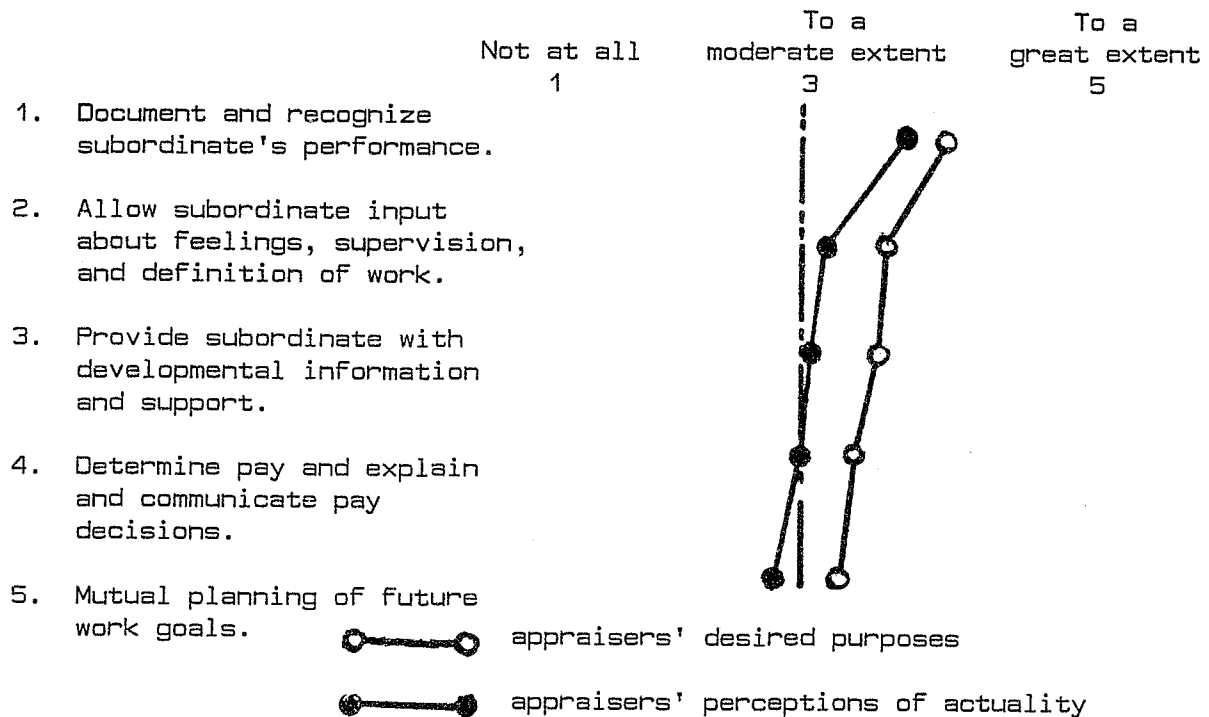 Not at all
1
To a
moderate extent
3
To a
great extent
5
1. Document and recognize
subordinate's performance.
2. Allow subordinate input
about feelings, supervision,
and definition of work.
3. Provide subordinate with
developmental information
and support.
4. Determine pay and explain
and communicate pay
decisions.
5. Mutual planning of future
work goals.
appraisers' desired purposes
appraisers' perceptions of actuality